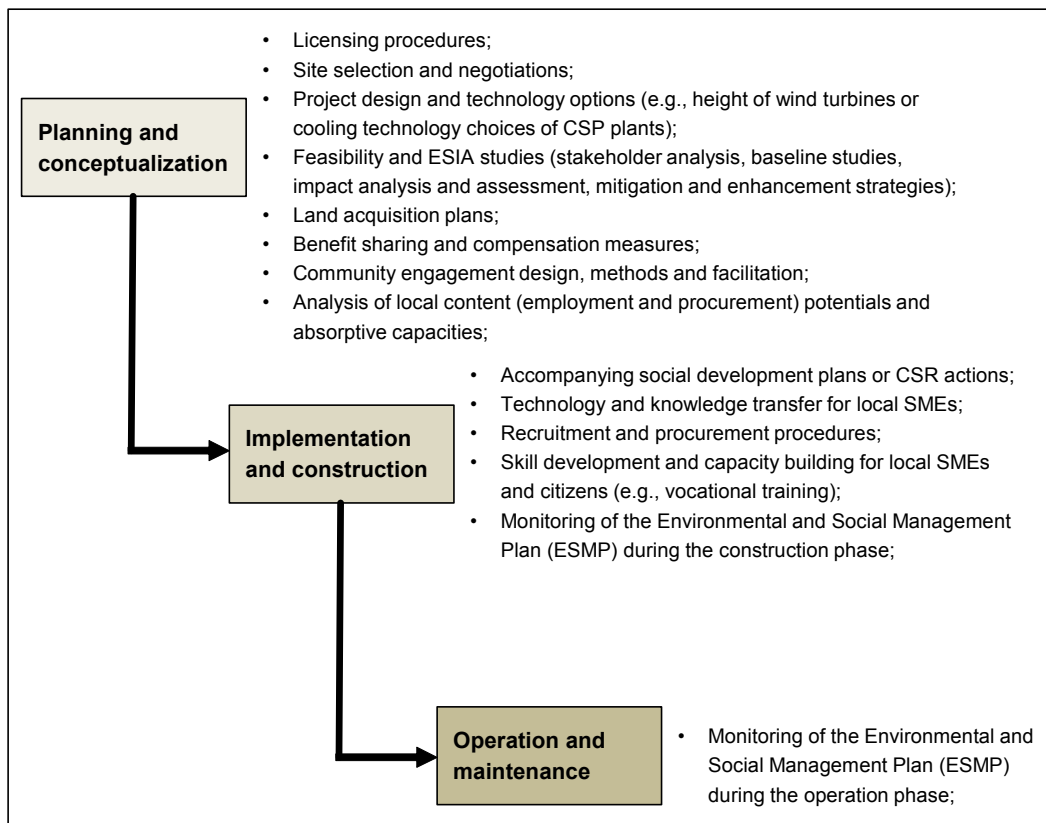 • Licensing procedures;
• Site selection and negotiations;
• Project design and technology options (e.g., height of wind turbines or
cooling technology choices of CSP plants);
• Feasibility and ESIA studies (stakeholder analysis, baseline studies,
impact analysis and assessment, mitigation and enhancement strategies);
• Land acquisition plans;
• Benefit sharing and compensation measures;
• Community engagement design, methods and facilitation;
• Analysis of local content (employment and procurement) potentials and
absorptive capacities;
Planning and
conceptualization
• Accompanying social development plans or CSR actions;
• Technology and knowledge transfer for local SMEs;
• Recruitment and procurement procedures;
• Skill development and capacity building for local SMEs
and citizens (e.g., vocational training);
• Monitoring of the Environmental and Social Management
Plan (ESMP) during the construction phase;
Implementation
and construction
Operation and
maintenance
• Monitoring of the Environmental and
Social Management Plan (ESMP)
during the operation phase;